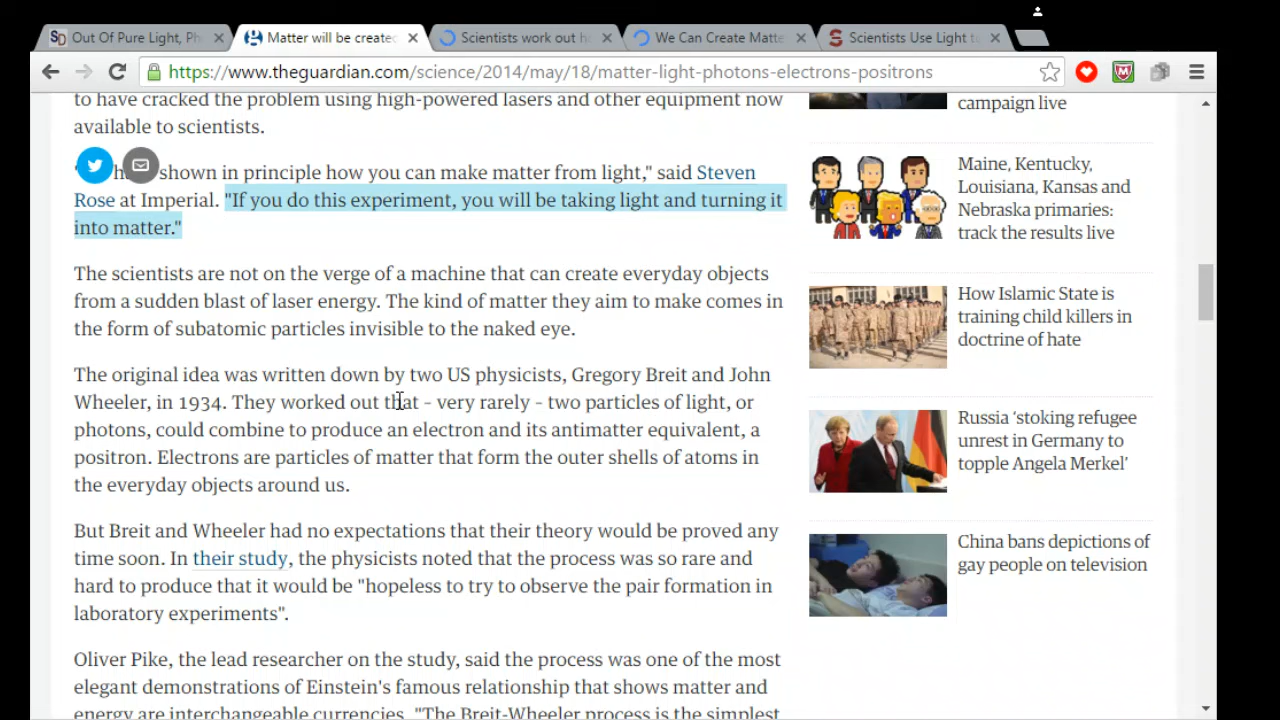 Out Of Pure Light, Ph
Matter will be create
Scientists work out h
We Can Create Matte
Scientists Use Light t
https://www.theguardian.com/science/2014/may/18/matter-light-photons-electrons-positrons
to have cracked the problem using high-powered lasers and other equipment now
available to scientists.
shown in principle how you can make matter from light," said Steven
Rose at Imperial. "If you do this experiment, you will be taking light and turning it
into matter."
The scientists are not on the verge of a machine that can create everyday objects
from a sudden blast of laser energy. The kind of matter they aim to make comes in
the form of subatomic particles invisible to the naked eye.
The original idea was written down by two US physicists, Gregory Breit and John
Wheeler, in 1934. They worked out that – very rarely – two particles of light, or
photons, could combine to produce an electron and its antimatter equivalent, a
positron. Electrons are particles of matter that form the outer shells of atoms in
the everyday objects around us.
But Breit and Wheeler had no expectations that their theory would be proved any
time soon. In their study, the physicists noted that the process was so rare and
hard to produce that it would be "hopeless to try to observe the pair formation in
laboratory experiments".
Oliver Pike, the lead researcher on the study, said the process was one of the most
elegant demonstrations of Einstein's famous relationship that shows matter and
energy are interchangeable currencies. "The Breit-Wheeler process is the simplest
campaign live
Maine, Kentucky,
Louisiana, Kansas and
Nebraska primaries:
track the results live
How Islamic State is
training child killers in
doctrine of hate
Russia ‘stoking refugee
unrest in Germany to
topple Angela Merkel’
China bans depictions of
gay people on television